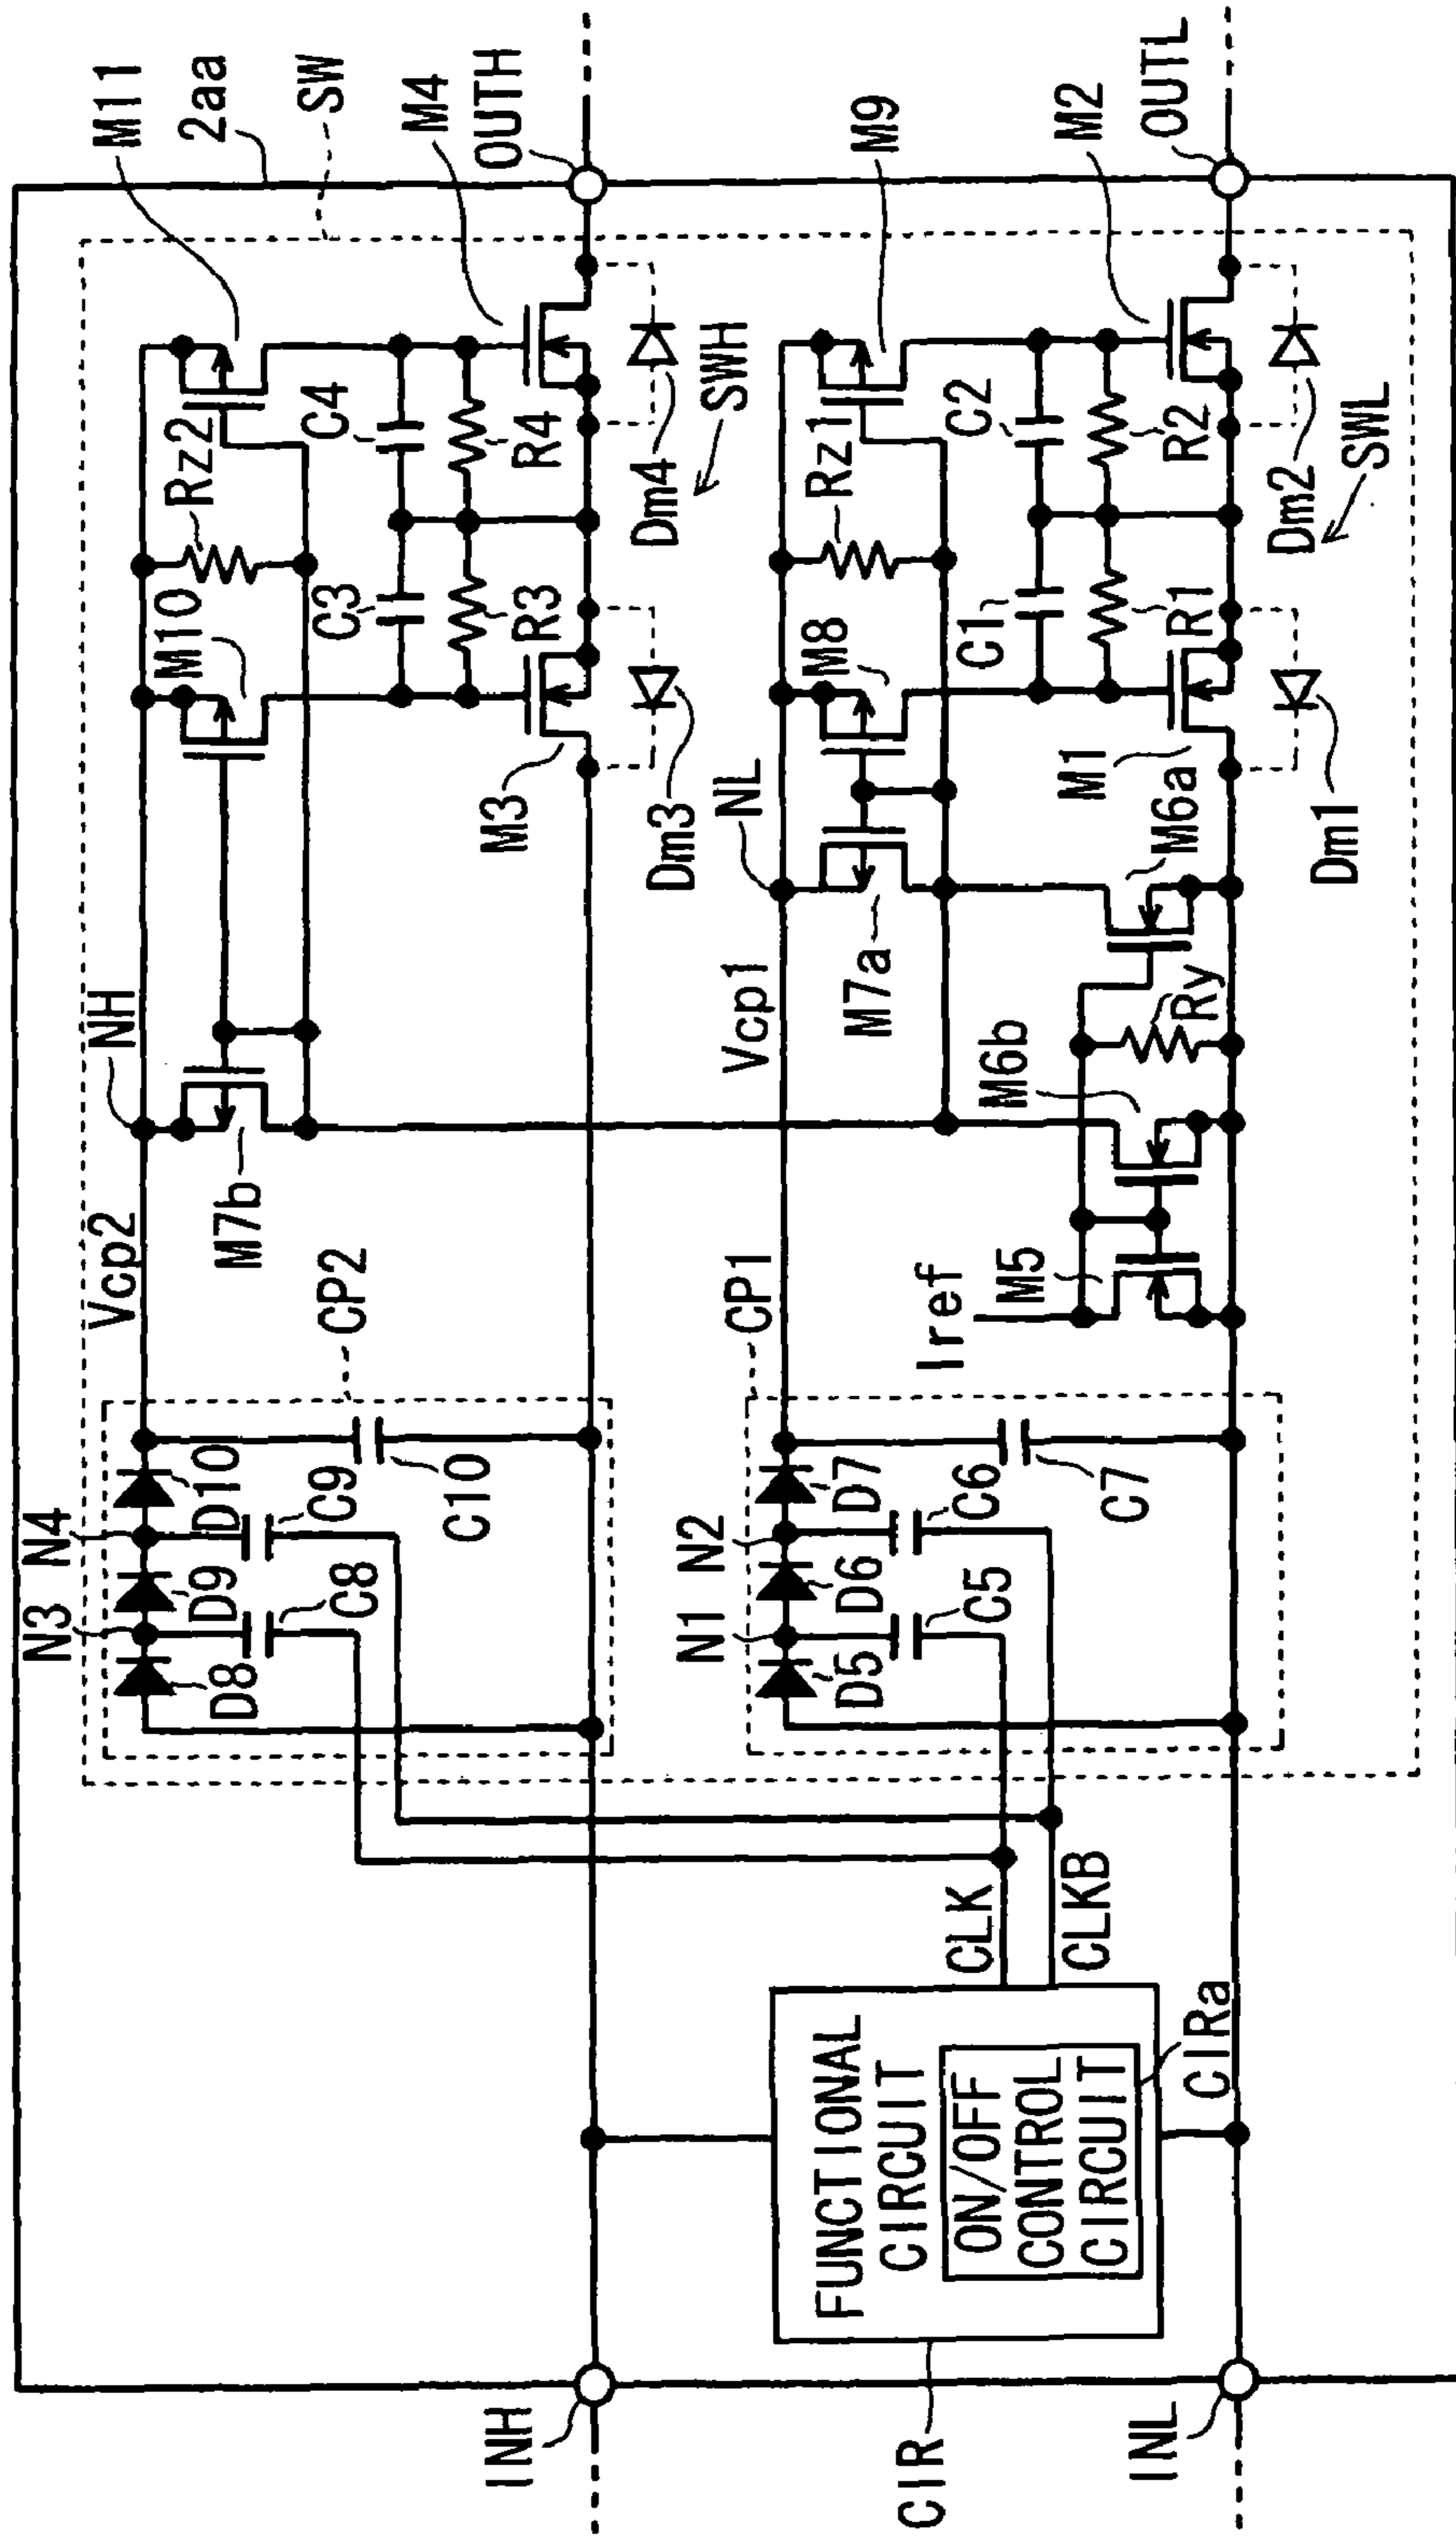 M11
2aa
SW
M4
OUTH
NH
Vcp2
M10
Rz2
C3
C4
R3
R4
M3
Dm3
Dm4
SWH
M7b
CP2
N3
N4
D8
D9
D10
C8
C9
C10
M9
M2
OUTL
NL
Vcp1
M8
Rz1
C1
C2
R1
R2
M1
Dm1
Dm2
SWL
M7a
M6a
M6b
Ry
M5
Iref
CP1
N1
N2
D5
D6
D7
C5
C6
C7
CLK
CLKB
FUNCTIONAL
CIRCUIT
ON/OFF
CONTROL
CIRCUIT
CIRa
CIR
INH
INL